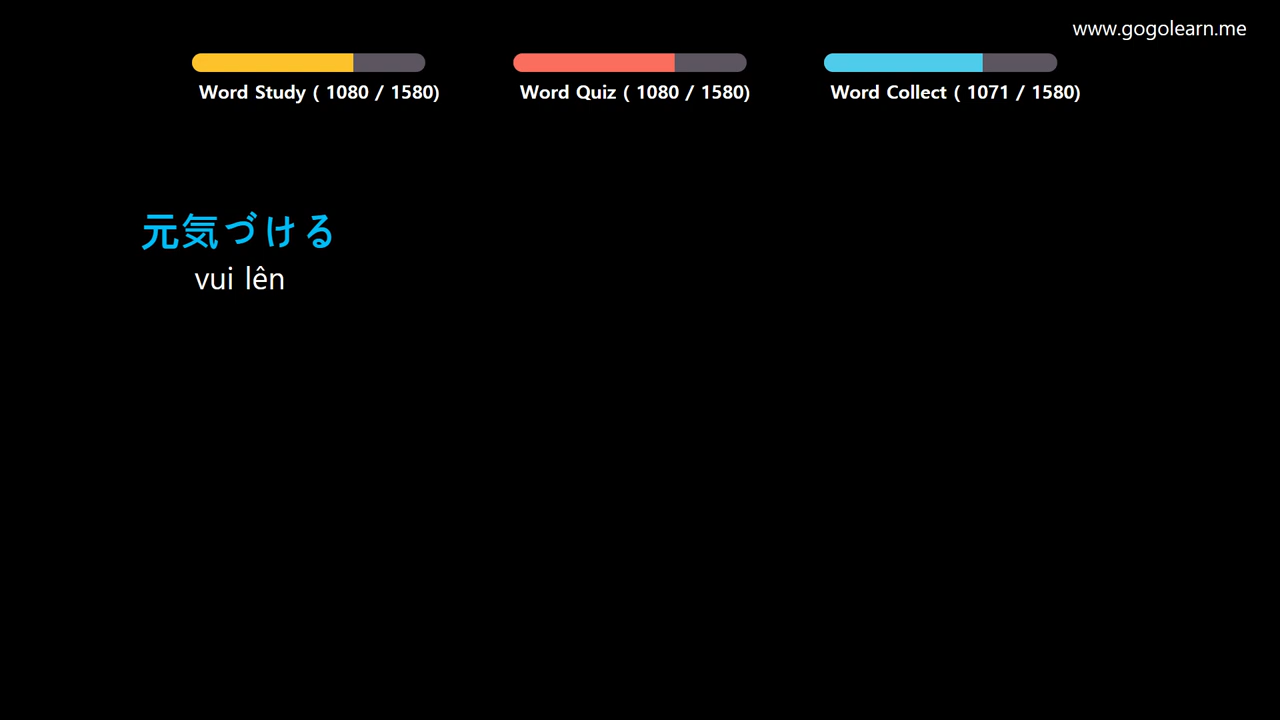 www.gogolearn.me
Word Study ( 1080 / 1580)
Word Quiz ( 1080 / 1580)
Word Collect ( 1071 / 1580)
元気づける
vui lên